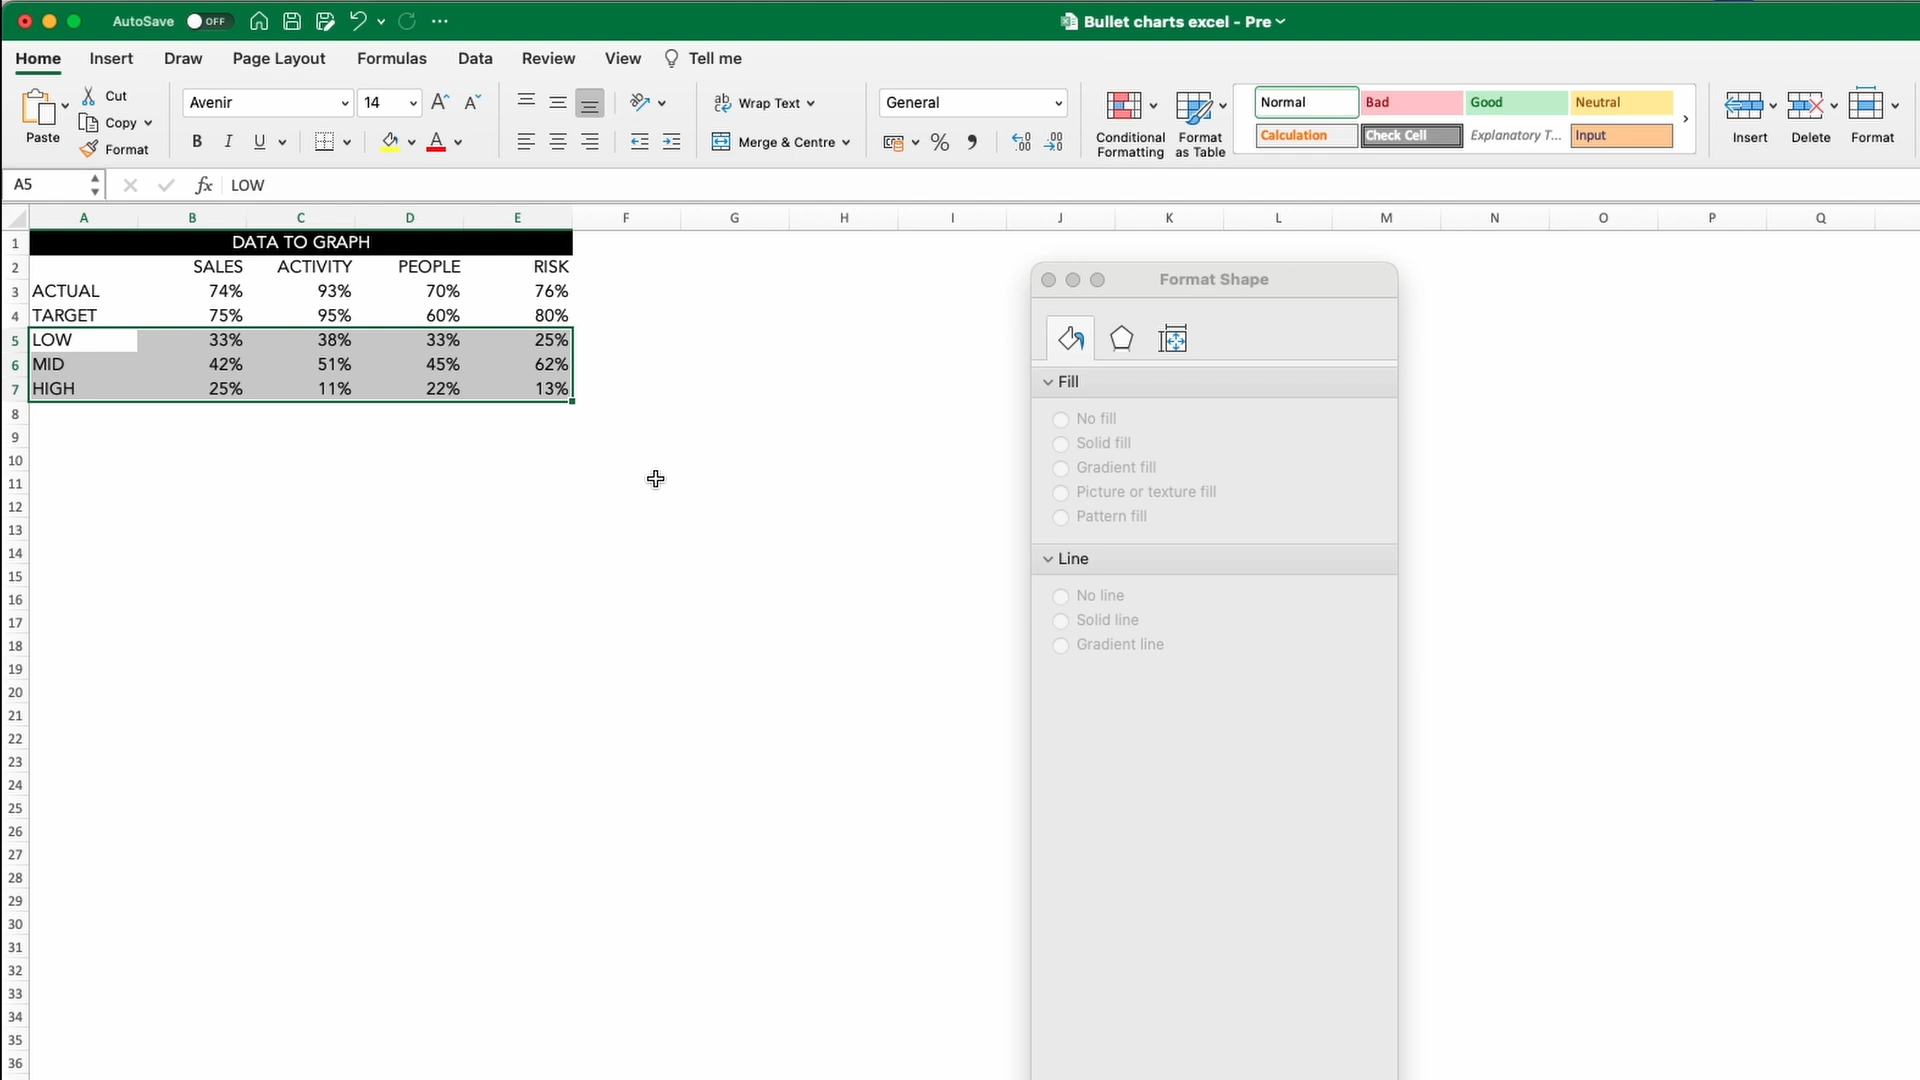 AutoSave OFF
Bullet charts excel - Pre
Home Insert Draw Page Layout Formulas Data Review View Tell me
Paste
Cut
Copy
Format
Avenir 14
B I U
Wrap Text
Merge & Centre
General
Conditional Formatting
Format as Table
Normal Bad Good Neutral
Calculation Check Cell Explanatory T... Input
Insert Delete Format
A5 fx LOW
A B C D E F G H I J K L M N O P Q
1 DATA TO GRAPH
2 SALES ACTIVITY PEOPLE RISK
3 ACTUAL 74% 93% 70% 76%
4 TARGET 75% 95% 60% 80%
5 LOW 33% 38% 33% 25%
6 MID 42% 51% 45% 62%
7 HIGH 25% 11% 22% 13%
8
9
10
11
12
13
14
15
16
17
18
19
20
21
22
23
24
25
26
27
28
29
30
31
32
33
34
35
36
Format Shape
Fill
No fill
Solid fill
Gradient fill
Picture or texture fill
Pattern fill
Line
No line
Solid line
Gradient line